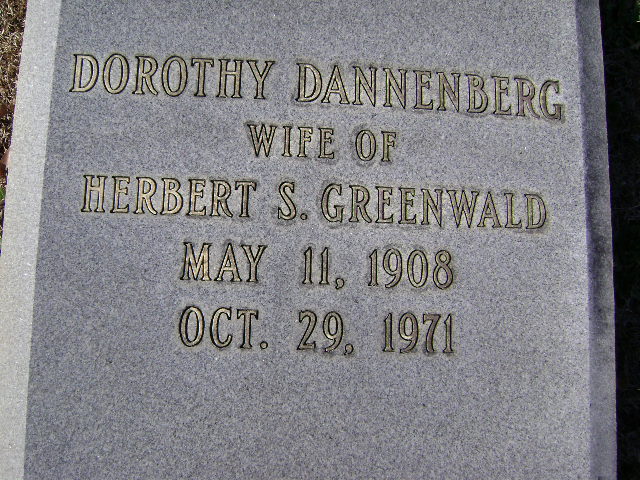 DOROTHY DANNENBERG
WIFE OF
HERBERT S. GREENWALD
MAY 11, 1908
OCT. 29, 1971